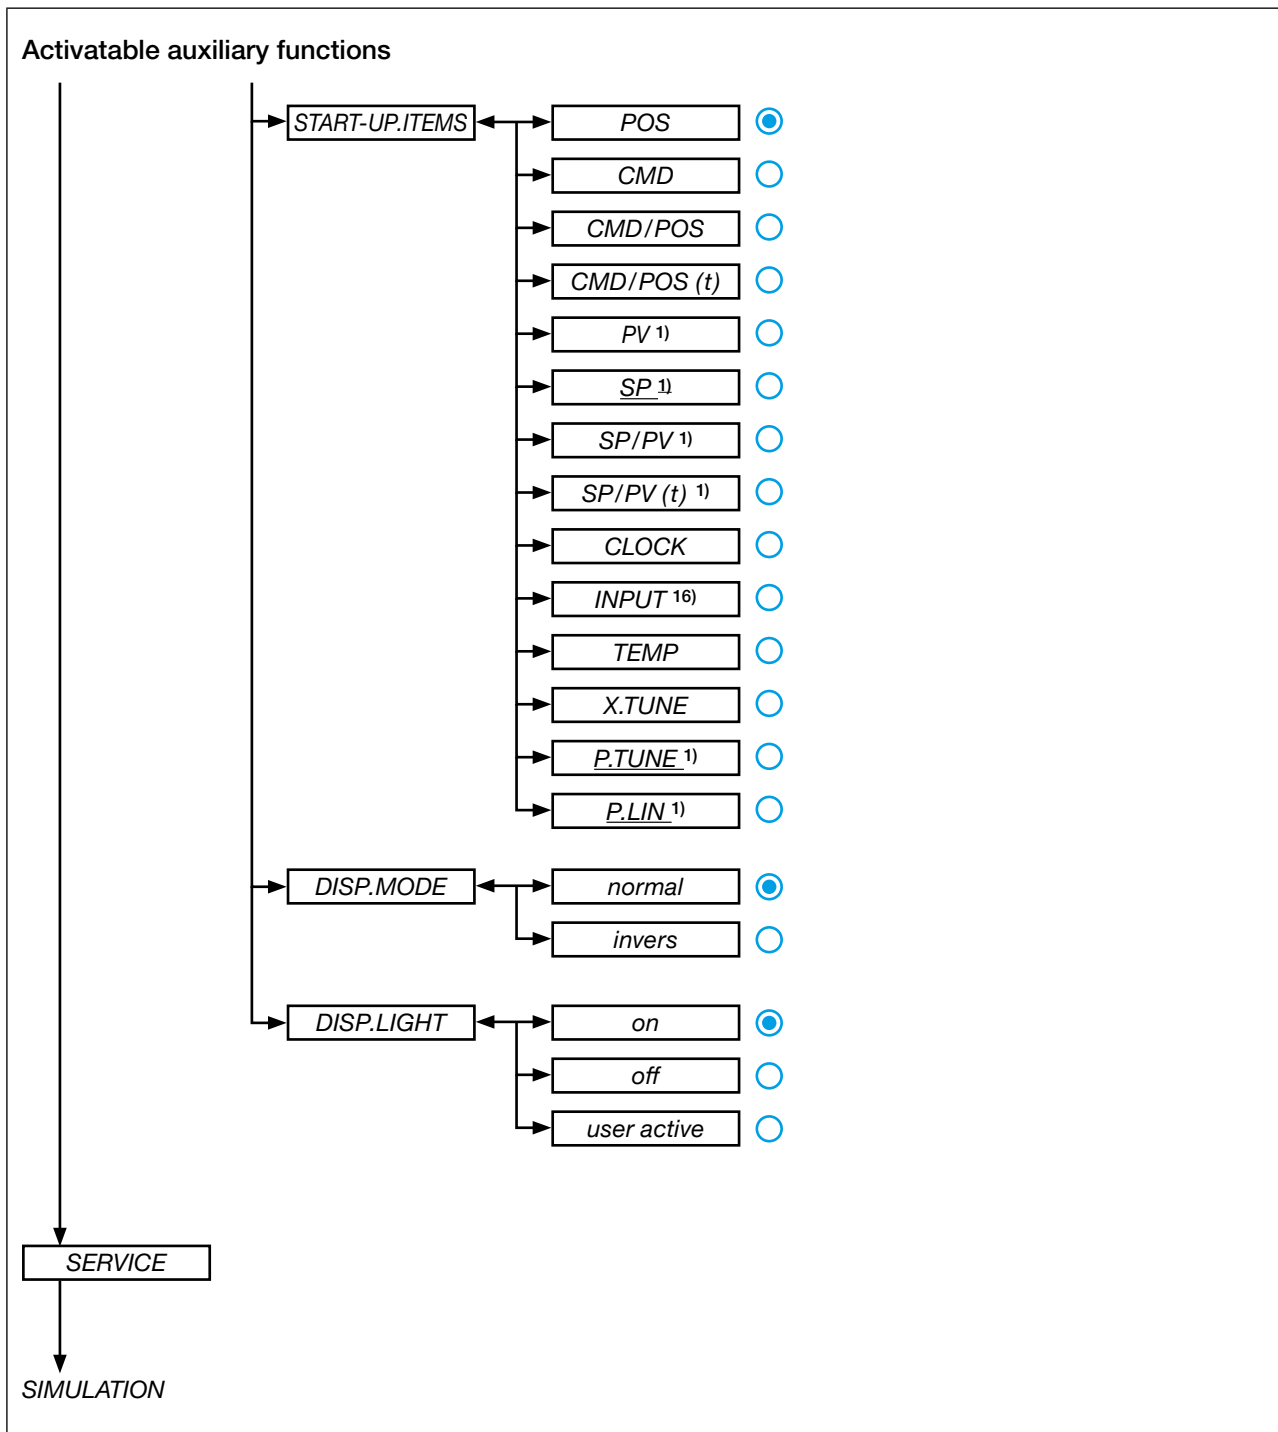 Activatable auxiliary functions
START-UP.ITEMS
POS
CMD
CMD/POS
CMD/POS (t)
PV 1)
SP 1)
SP/PV 1)
SP/PV (t) 1)
CLOCK
INPUT 16)
TEMP
X.TUNE
P.TUNE 1)
P.LIN 1)
DISP.MODE
normal
invers
DISP.LIGHT
on
off
user active
SERVICE
SIMULATION